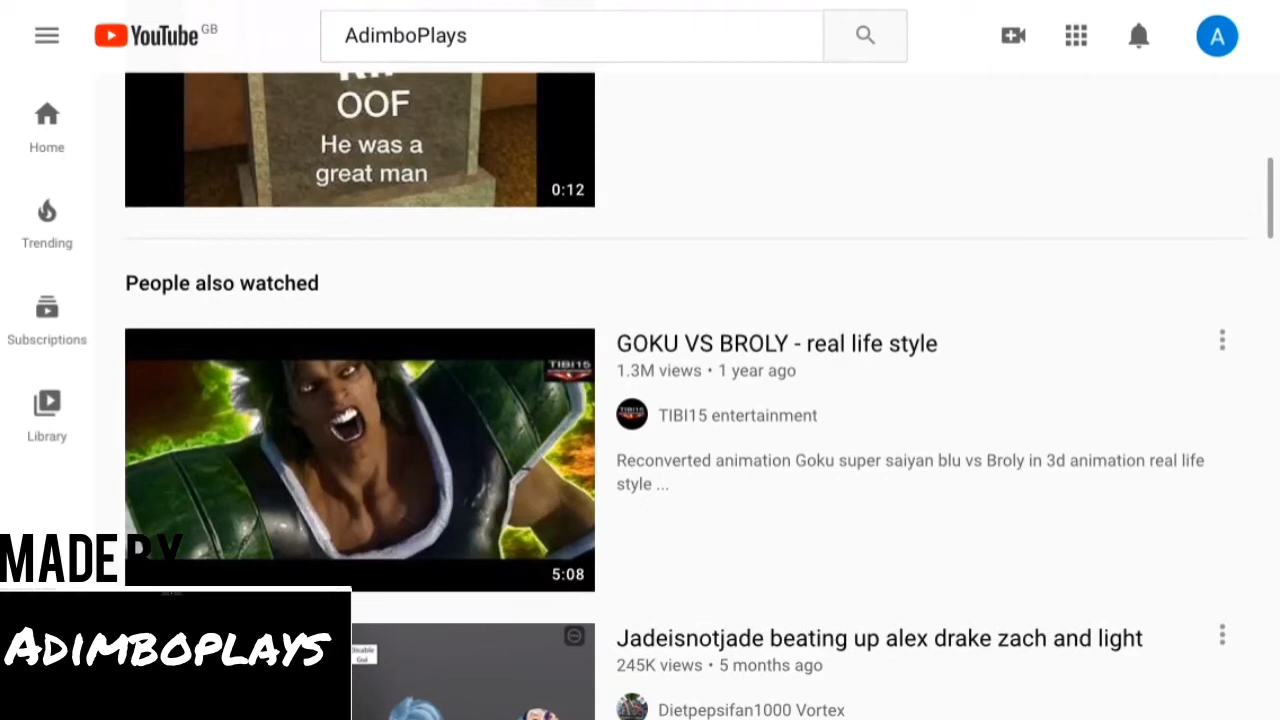 YouTube GB
AdimboPlays
A
OOF
He was a
great man
0:12
Home
Trending
Subscriptions
Library
People also watched
TIBI15
5:08
GOKU VS BROLY - real life style
1.3M views • 1 year ago
TIBI15 entertainment
Reconverted animation Goku super saiyan blu vs Broly in 3d animation real life
style ...
MADE BY
Adimboplays
Jadeisnotjade beating up alex drake zach and light
245K views • 5 months ago
Dietpepsifan1000 Vortex